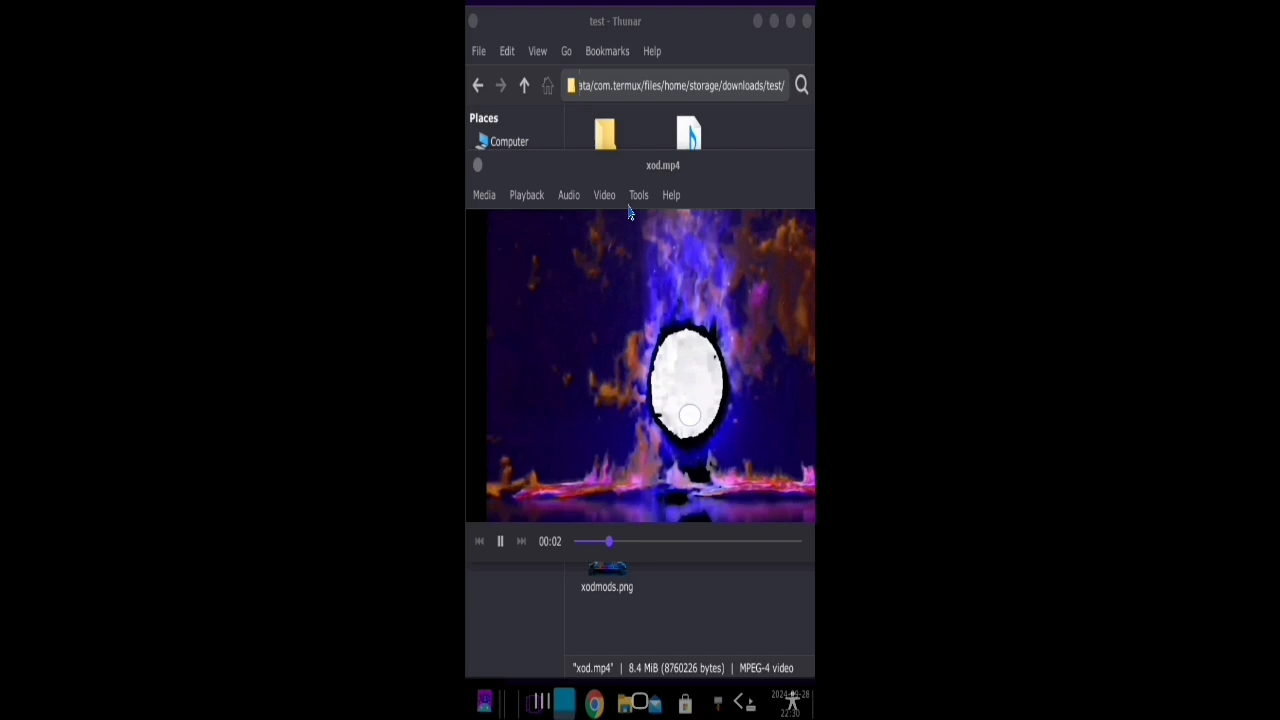 test - Thunar
File Edit View Go Bookmarks Help
ata/com.termux/files/home/storage/downloads/test/
Places
Computer
xod.mp4
Media Playback Audio Video Tools Help
00:02
xodmods.png
"xod.mp4" | 8.4 MiB (8760226 bytes) | MPEG-4 video
22:30